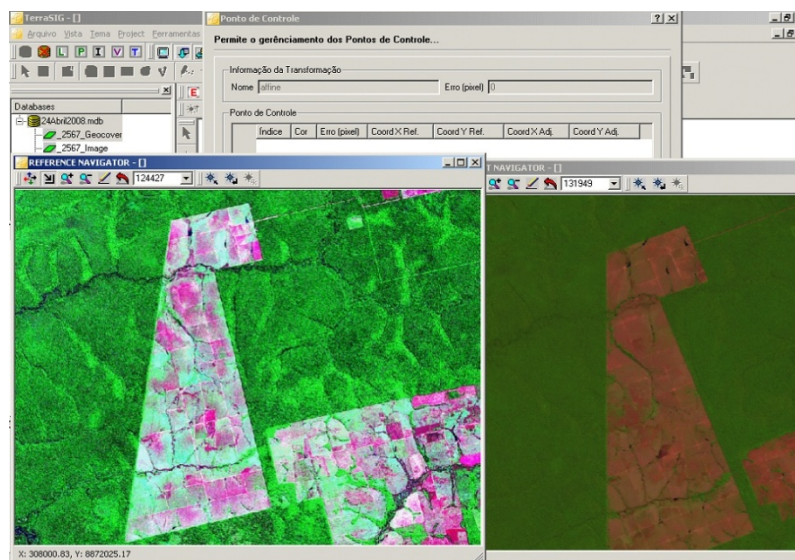 TerraSIG - []
Arquivo Vista Tema Project Ferramentas
L P I V T
E
Databases
24Abril2008.mdb
_2567_Geocover
_2567_Image
Ponto de Controle
Permite o gerênciamento dos Pontos de Controle...
Informação da Transformação
Nome affine Erro (pixel) 0
Ponto de Controle
Índice Cor Erro (pixel) Coord X Ref. Coord Y Ref. Coord X Adj. Coord Y Adj.
REFERENCE NAVIGATOR - []
124427
T NAVIGATOR - []
131949
X: 308000.83, Y: 8872025.17